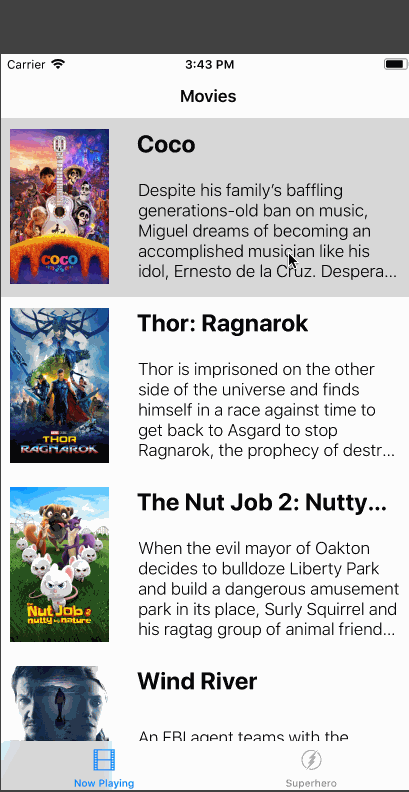 Carrier
3:43 PM
Movies
Coco
Despite his family's baffling
generations-old ban on music,
Miguel dreams of becoming an
accomplished musician like his
idol, Ernesto de la Cruz. Despera...
COCO
Thor: Ragnarok
Thor is imprisoned on the other
side of the universe and finds
himself in a race against time to
get back to Asgard to stop
Ragnarok, the prophecy of destr...
THOR
RAGNAROK
The Nut Job 2: Nutty...
When the evil mayor of Oakton
decides to bulldoze Liberty Park
and build a dangerous amusement
park in its place, Surly Squirrel and
his ragtag group of animal friend...
The
Nut Job 2
nutty by nature
Wind River
An FBI agent teams with the
Now Playing
Superhero